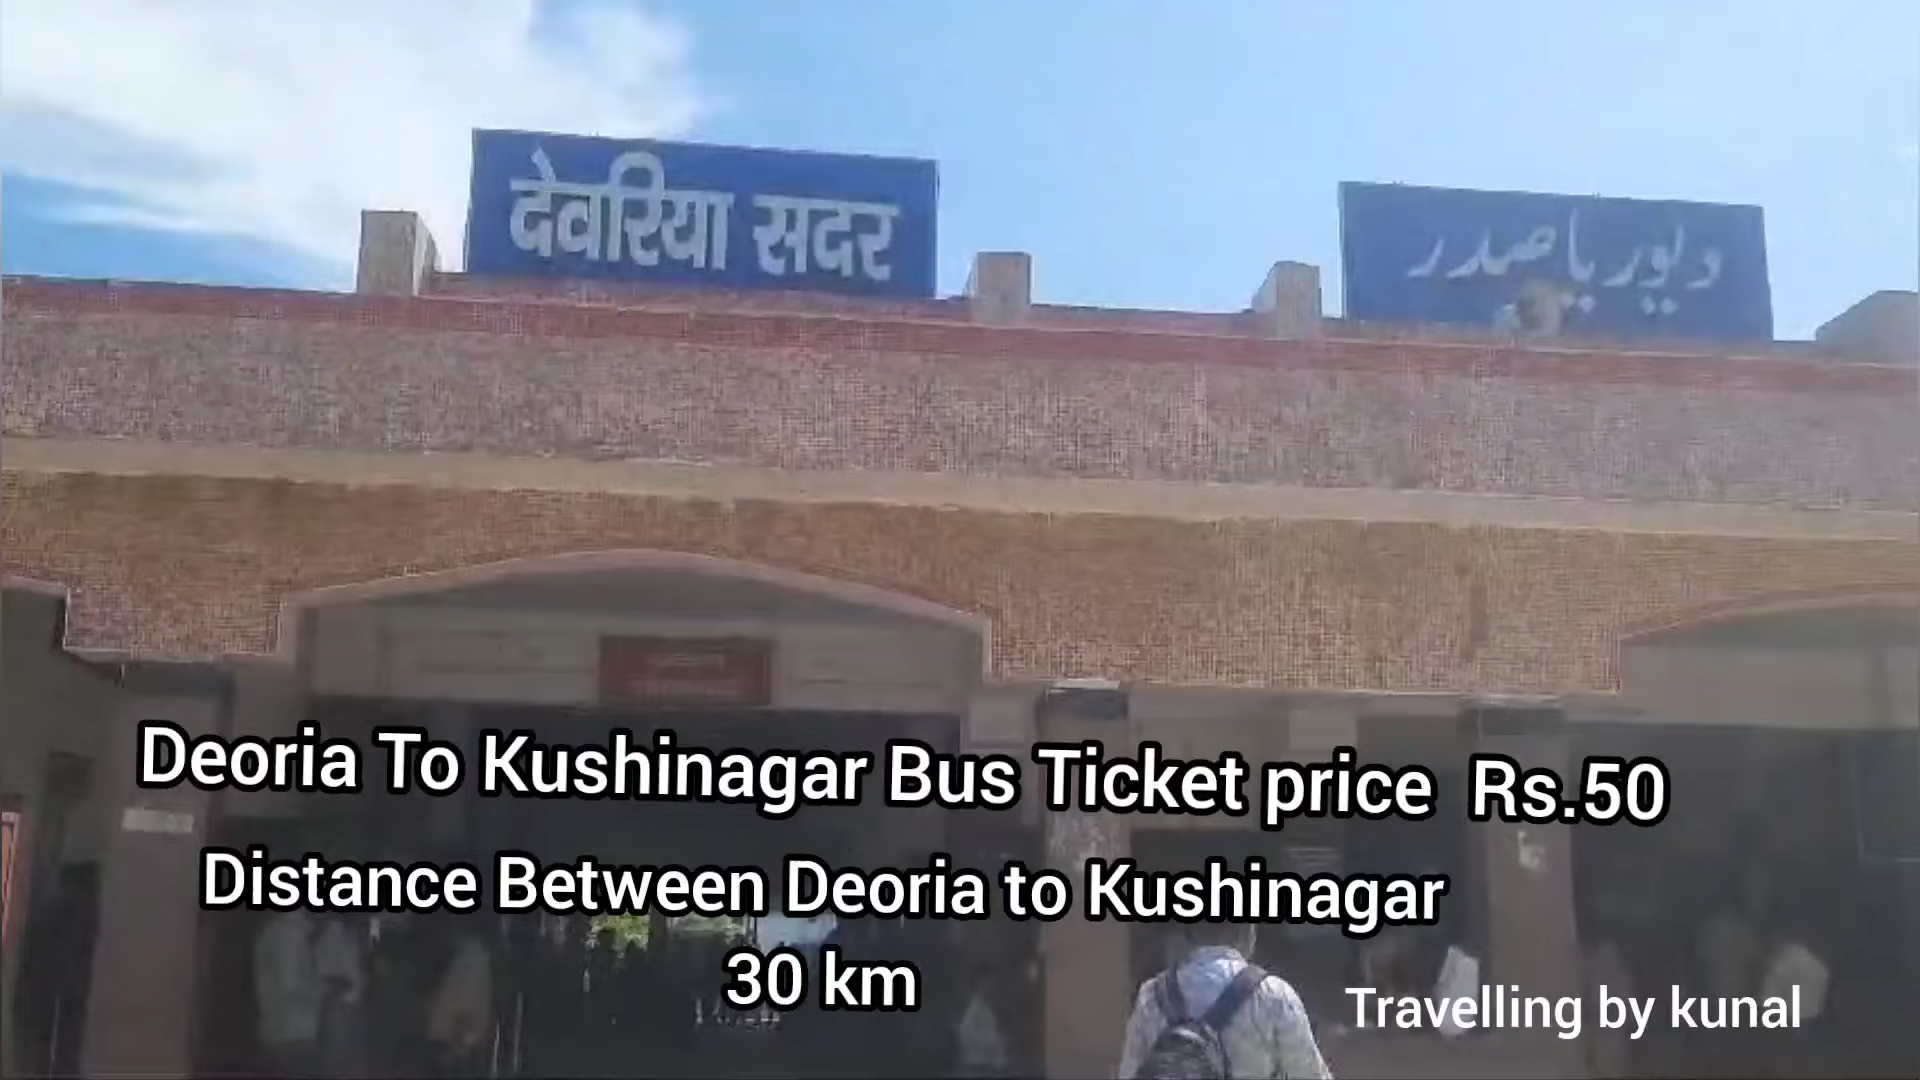 देवरिया सदर
دیوریا صدر
Deoria To Kushinagar Bus Ticket price Rs.50
Distance Between Deoria to Kushinagar
30 km
Travelling by kunal